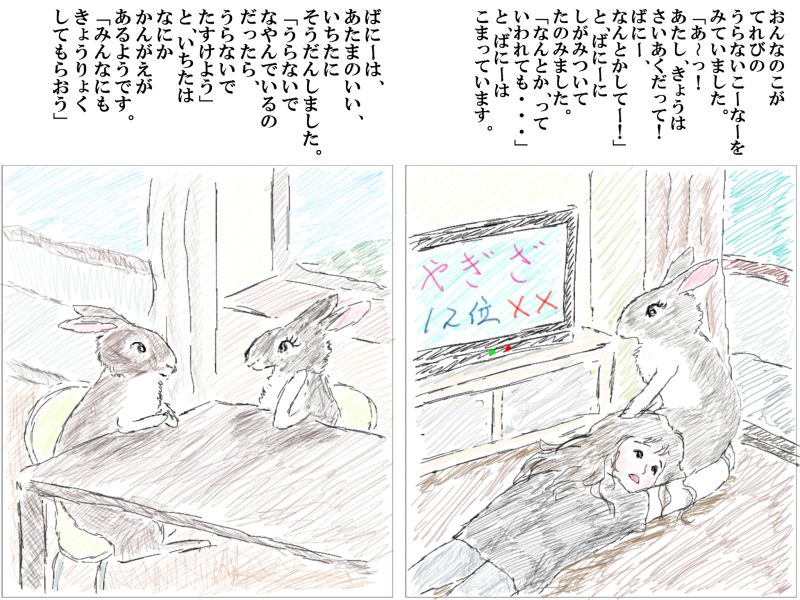 おんなのこが
てれびの
うらないこーなーを
みていました。
「あ～っ！
あたし、きょうは
さいあくだって！
ばにー、
なんとかしてー！」
と、ばにーに
しがみついて
たのみました。
「なんとか、って
いわれても・・・」
と、ばにーは
こまっています。
やぎざ
12位 ××
ばにーは、
あたまのいい、
いちたに
そうだんしました。
「うらないで
なやんでいるの
だったら、
うらないで
たすけよう」
と、いちたは
なにか
かんがえが
あるようです。
「みんなにも
きょうりょく
してもらおう」